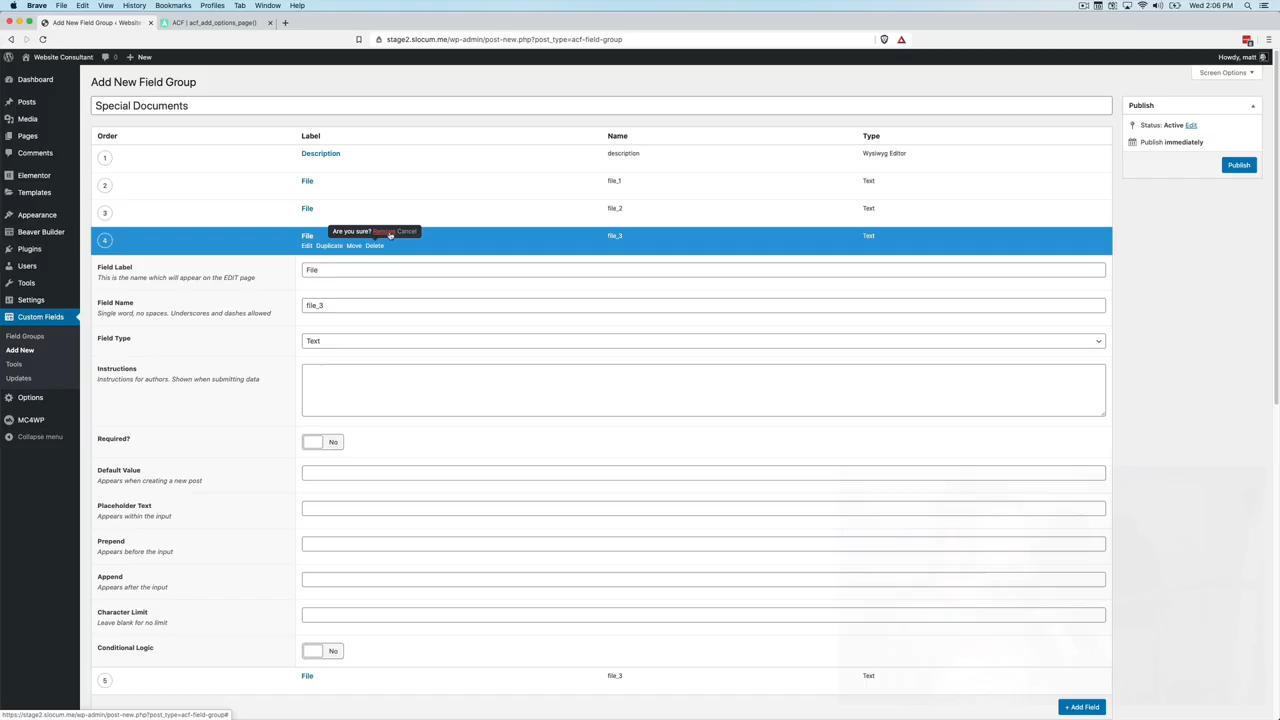 Brave File Edit View History Bookmarks Profiles Tab Window Help
Wed 2:06 PM
Add New Field Group ‹ Website
ACF | acf_add_options_page()
stage2.slocum.me/wp-admin/post-new.php?post_type=acf-field-group
Website Consultant 0 + New
Howdy, matt
Screen Options
Dashboard
Posts
Media
Pages
Comments
Elementor
Templates
Appearance
Beaver Builder
Plugins
Users
Tools
Settings
Custom Fields
Field Groups
Add New
Tools
Updates
Options
MC4WP
Collapse menu
Add New Field Group
Special Documents
Order Label Name Type
1 Description description Wysiwyg Editor
2 File file_1 Text
3 File file_2 Text
Are you sure? Remove Cancel
4 File file_3 Text
Edit Duplicate Move Delete
Field Label
This is the name which will appear on the EDIT page
File
Field Name
Single word, no spaces. Underscores and dashes allowed
file_3
Field Type
Text
Instructions
Instructions for authors. Shown when submitting data
Required?
No
Default Value
Appears when creating a new post
Placeholder Text
Appears within the input
Prepend
Appears before the input
Append
Appears after the input
Character Limit
Leave blank for no limit
Conditional Logic
No
5 File file_3 Text
+ Add Field
Publish
Status: Active Edit
Publish immediately
Publish
https://stage2.slocum.me/wp-admin/post-new.php?post_type=acf-field-group#